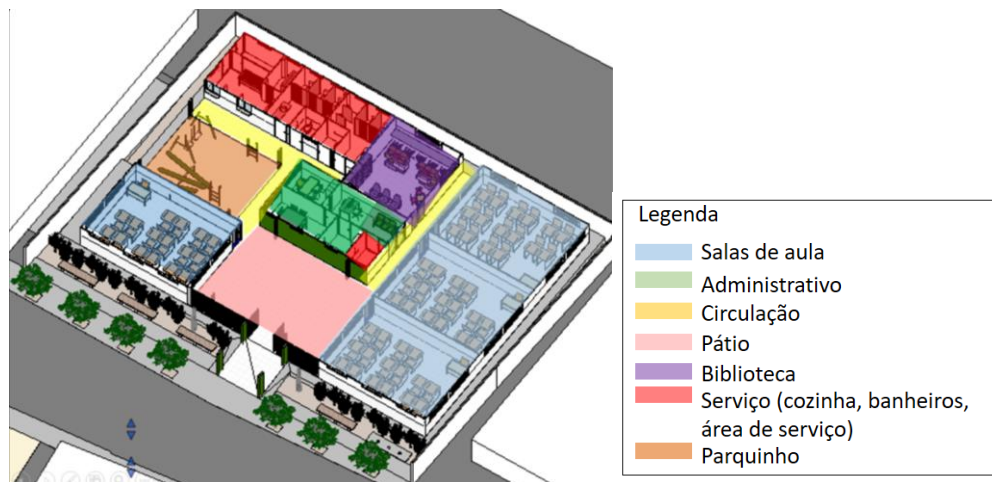 Legenda
Salas de aula
Administrativo
Circulação
Pátio
Biblioteca
Serviço (cozinha, banheiros,
área de serviço)
Parquinho